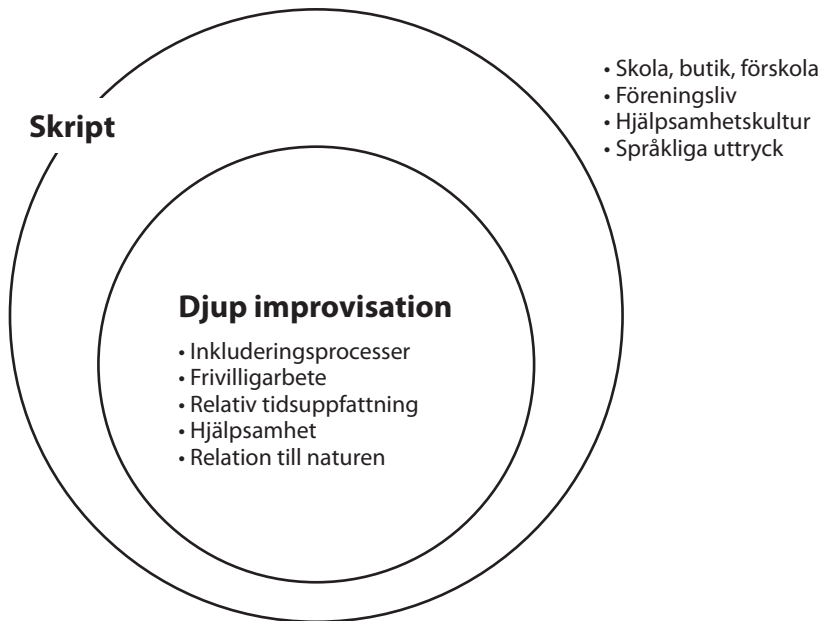 Skript
• Skola, butik, förskola
• Föreningsliv
• Hjälpsamhetskultur
• Språkliga uttryck
Djup improvisation
• Inkluderingsprocesser
• Frivilligarbete
• Relativ tidsuppfattning
• Hjälpsamhet
• Relation till naturen